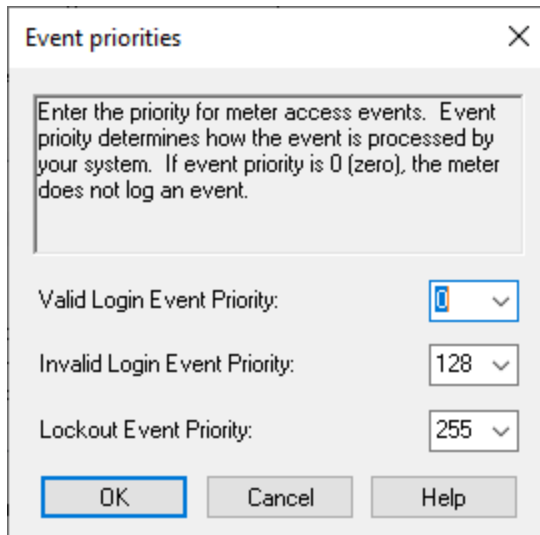 Event priorities
Enter the priority for meter access events.  Event
prioity determines how the event is processed by
your system.  If event priority is 0 (zero), the meter
does not log an event.
Valid Login Event Priority:
0
Invalid Login Event Priority:
128
Lockout Event Priority:
255
OK
Cancel
Help